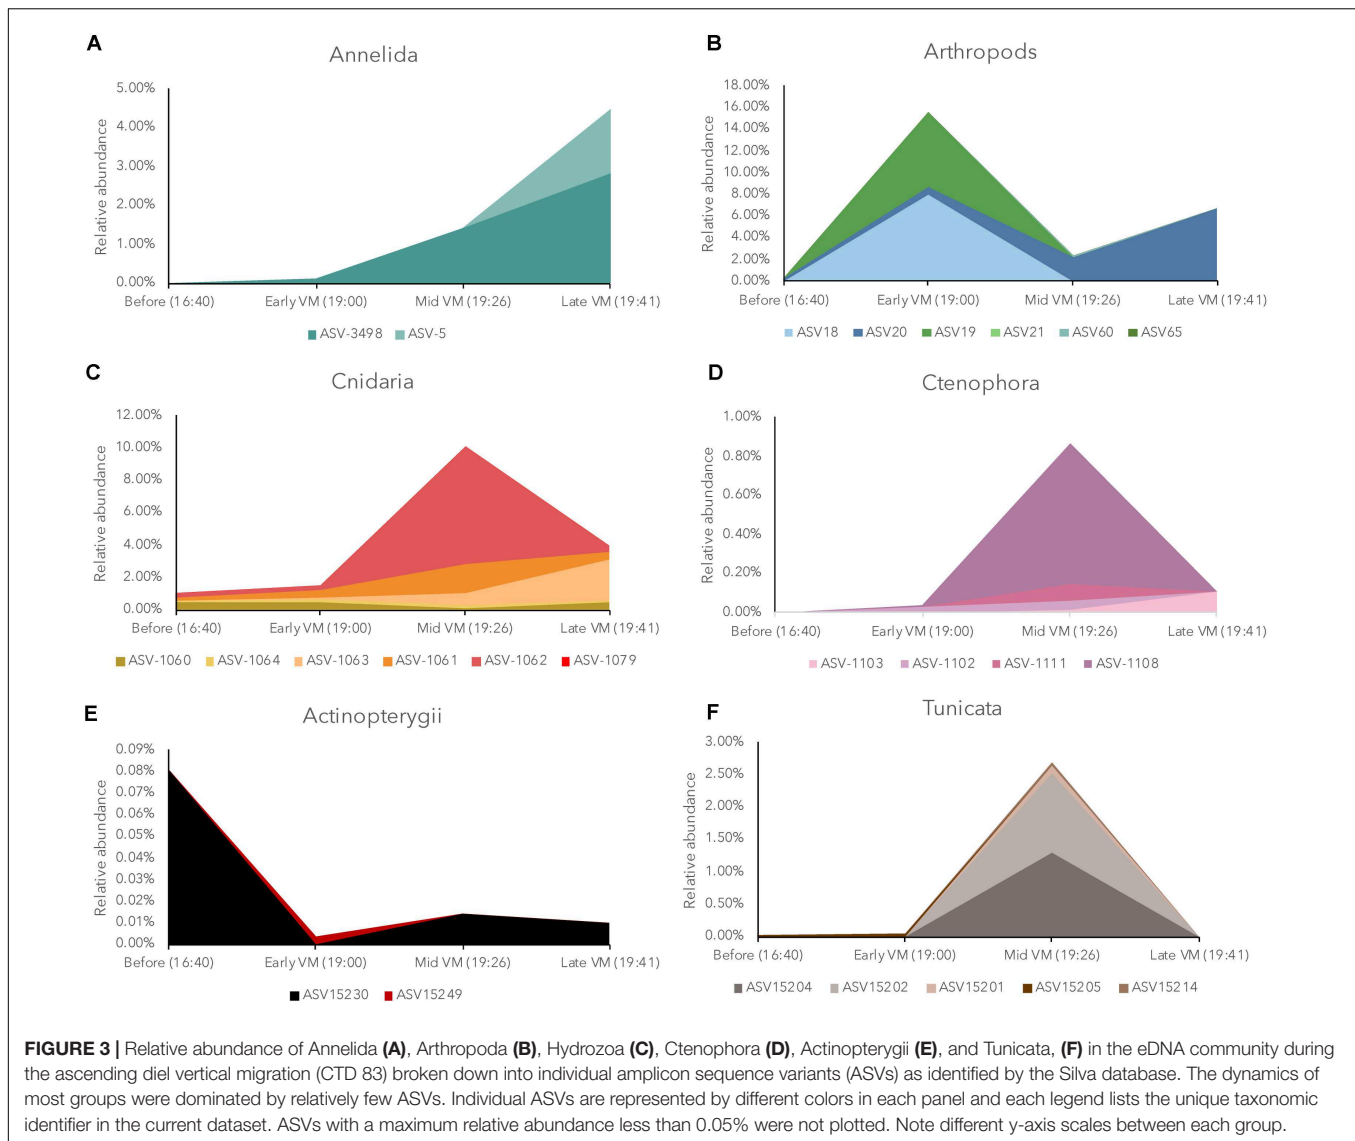 A
Annelida
Relative abundance
5.00%
4.00%
3.00%
2.00%
1.00%
0.00%
Before (16:40) Early VM (19:00) Mid VM (19:26) Late VM (19:41)
ASV-3498 ASV-5
B
Arthropods
Relative abundance
18.00%
16.00%
14.00%
12.00%
10.00%
8.00%
6.00%
4.00%
2.00%
0.00%
Before (16:40) Early VM (19:00) Mid VM (19:26) Late VM (19:41)
ASV18 ASV20 ASV19 ASV21 ASV60 ASV65
C
Cnidaria
Relative abundance
12.00%
10.00%
8.00%
6.00%
4.00%
2.00%
0.00%
Before (16:40) Early VM (19:00) Mid VM (19:26) Late VM (19:41)
ASV-1060 ASV-1064 ASV-1063 ASV-1061 ASV-1062 ASV-1079
D
Ctenophora
Relative abundance
1.00%
0.80%
0.60%
0.40%
0.20%
0.00%
Before (16:40) Early VM (19:00) Mid VM (19:26) Late VM (19:41)
ASV-1103 ASV-1102 ASV-1111 ASV-1108
E
Actinopterygii
Relative abundance
0.09%
0.08%
0.07%
0.06%
0.05%
0.04%
0.03%
0.02%
0.01%
0.00%
Before (16:40) Early VM (19:00) Mid VM (19:26) Late VM (19:41)
ASV15230 ASV15249
F
Tunicata
Relative abundance
3.00%
2.50%
2.00%
1.50%
1.00%
0.50%
0.00%
Before (16:40) Early VM (19:00) Mid VM (19:26) Late VM (19:41)
ASV15204 ASV15202 ASV15201 ASV15205 ASV15214
FIGURE 3 | Relative abundance of Annelida (A), Arthropoda (B), Hydrozoa (C), Ctenophora (D), Actinopterygii (E), and Tunicata, (F) in the eDNA community during
the ascending diel vertical migration (CTD 83) broken down into individual amplicon sequence variants (ASVs) as identified by the Silva database. The dynamics of
most groups were dominated by relatively few ASVs. Individual ASVs are represented by different colors in each panel and each legend lists the unique taxonomic
identifier in the current dataset. ASVs with a maximum relative abundance less than 0.05% were not plotted. Note different y-axis scales between each group.